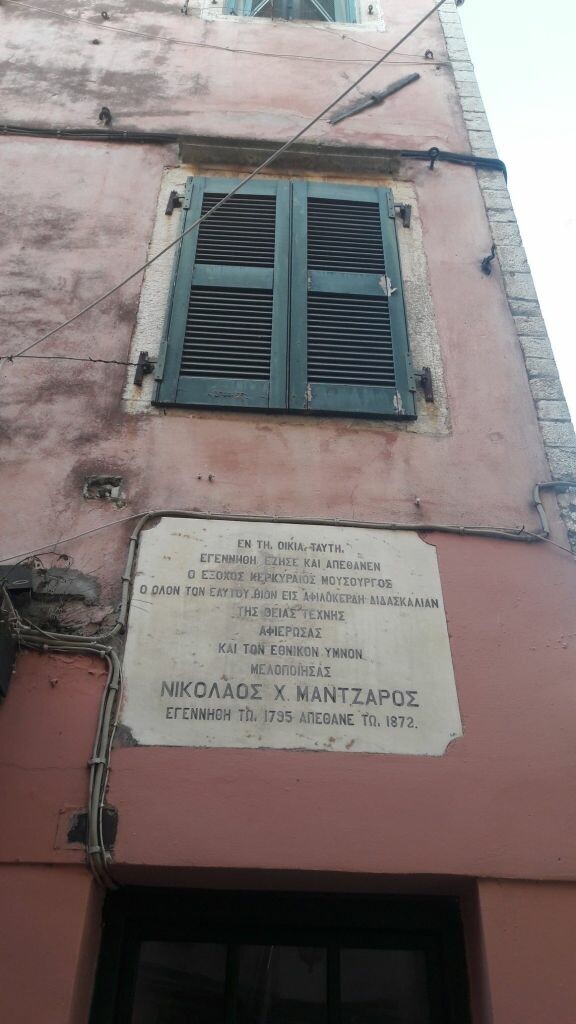 ΕΝ ΤΗ͵ ΟΙΚΙΑ͵ ΤΑΥΤΗ͵
ΕΓΕΝΝΗΘΗ ΕΖΗΣΕ ΚΑΙ ΑΠΕΘΑΝΕΝ
Ο ΕΞΟΧΟΣ ΚΕΡΚΥΡΑΙΟΣ ΜΟΥΣΟΥΡΓΟΣ
Ο ΟΛΟΝ ΤΟΝ ΕΑΥΤΟΥ ΒΙΟΝ ΕΙΣ ΑΦΙΛΟΚΕΡΔΗ ΔΙΔΑΣΚΑΛΙΑΝ
ΤΗΣ ΘΕΙΑΣ ΤΕΧΝΗΣ
ΑΦΙΕΡΩΣΑΣ
ΚΑΙ ΤΟΝ ΕΘΝΙΚΟΝ ΥΜΝΟΝ
ΜΕΛΟΠΟΙΗΣΑΣ
ΝΙΚΟΛΑΟΣ Χ. ΜΑΝΤΖΑΡΟΣ
ΕΓΕΝΝΗΘΗ ΤΩ͵ 1795 ΑΠΕΘΑΝΕ ΤΩ͵ 1872.